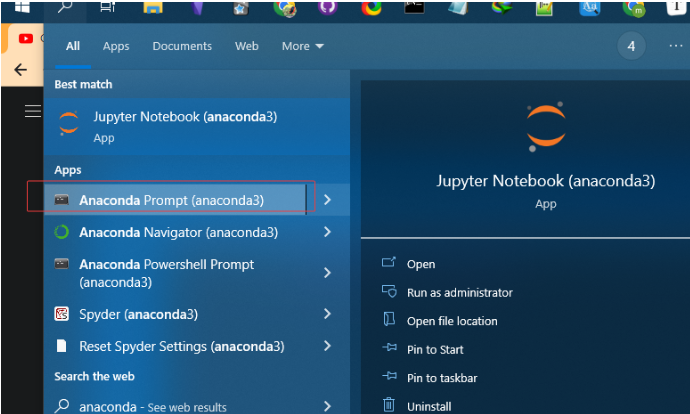 All
Apps
Documents
Web
More
4
Best match
Jupyter Notebook (anaconda3)
App
Apps
Anaconda Prompt (anaconda3)
Anaconda Navigator (anaconda3)
Anaconda Powershell Prompt
(anaconda3)
Spyder (anaconda3)
Reset Spyder Settings (anaconda3)
Search the web
anaconda - See web results
Jupyter Notebook (anaconda3)
App
Open
Run as administrator
Open file location
Pin to Start
Pin to taskbar
Uninstall